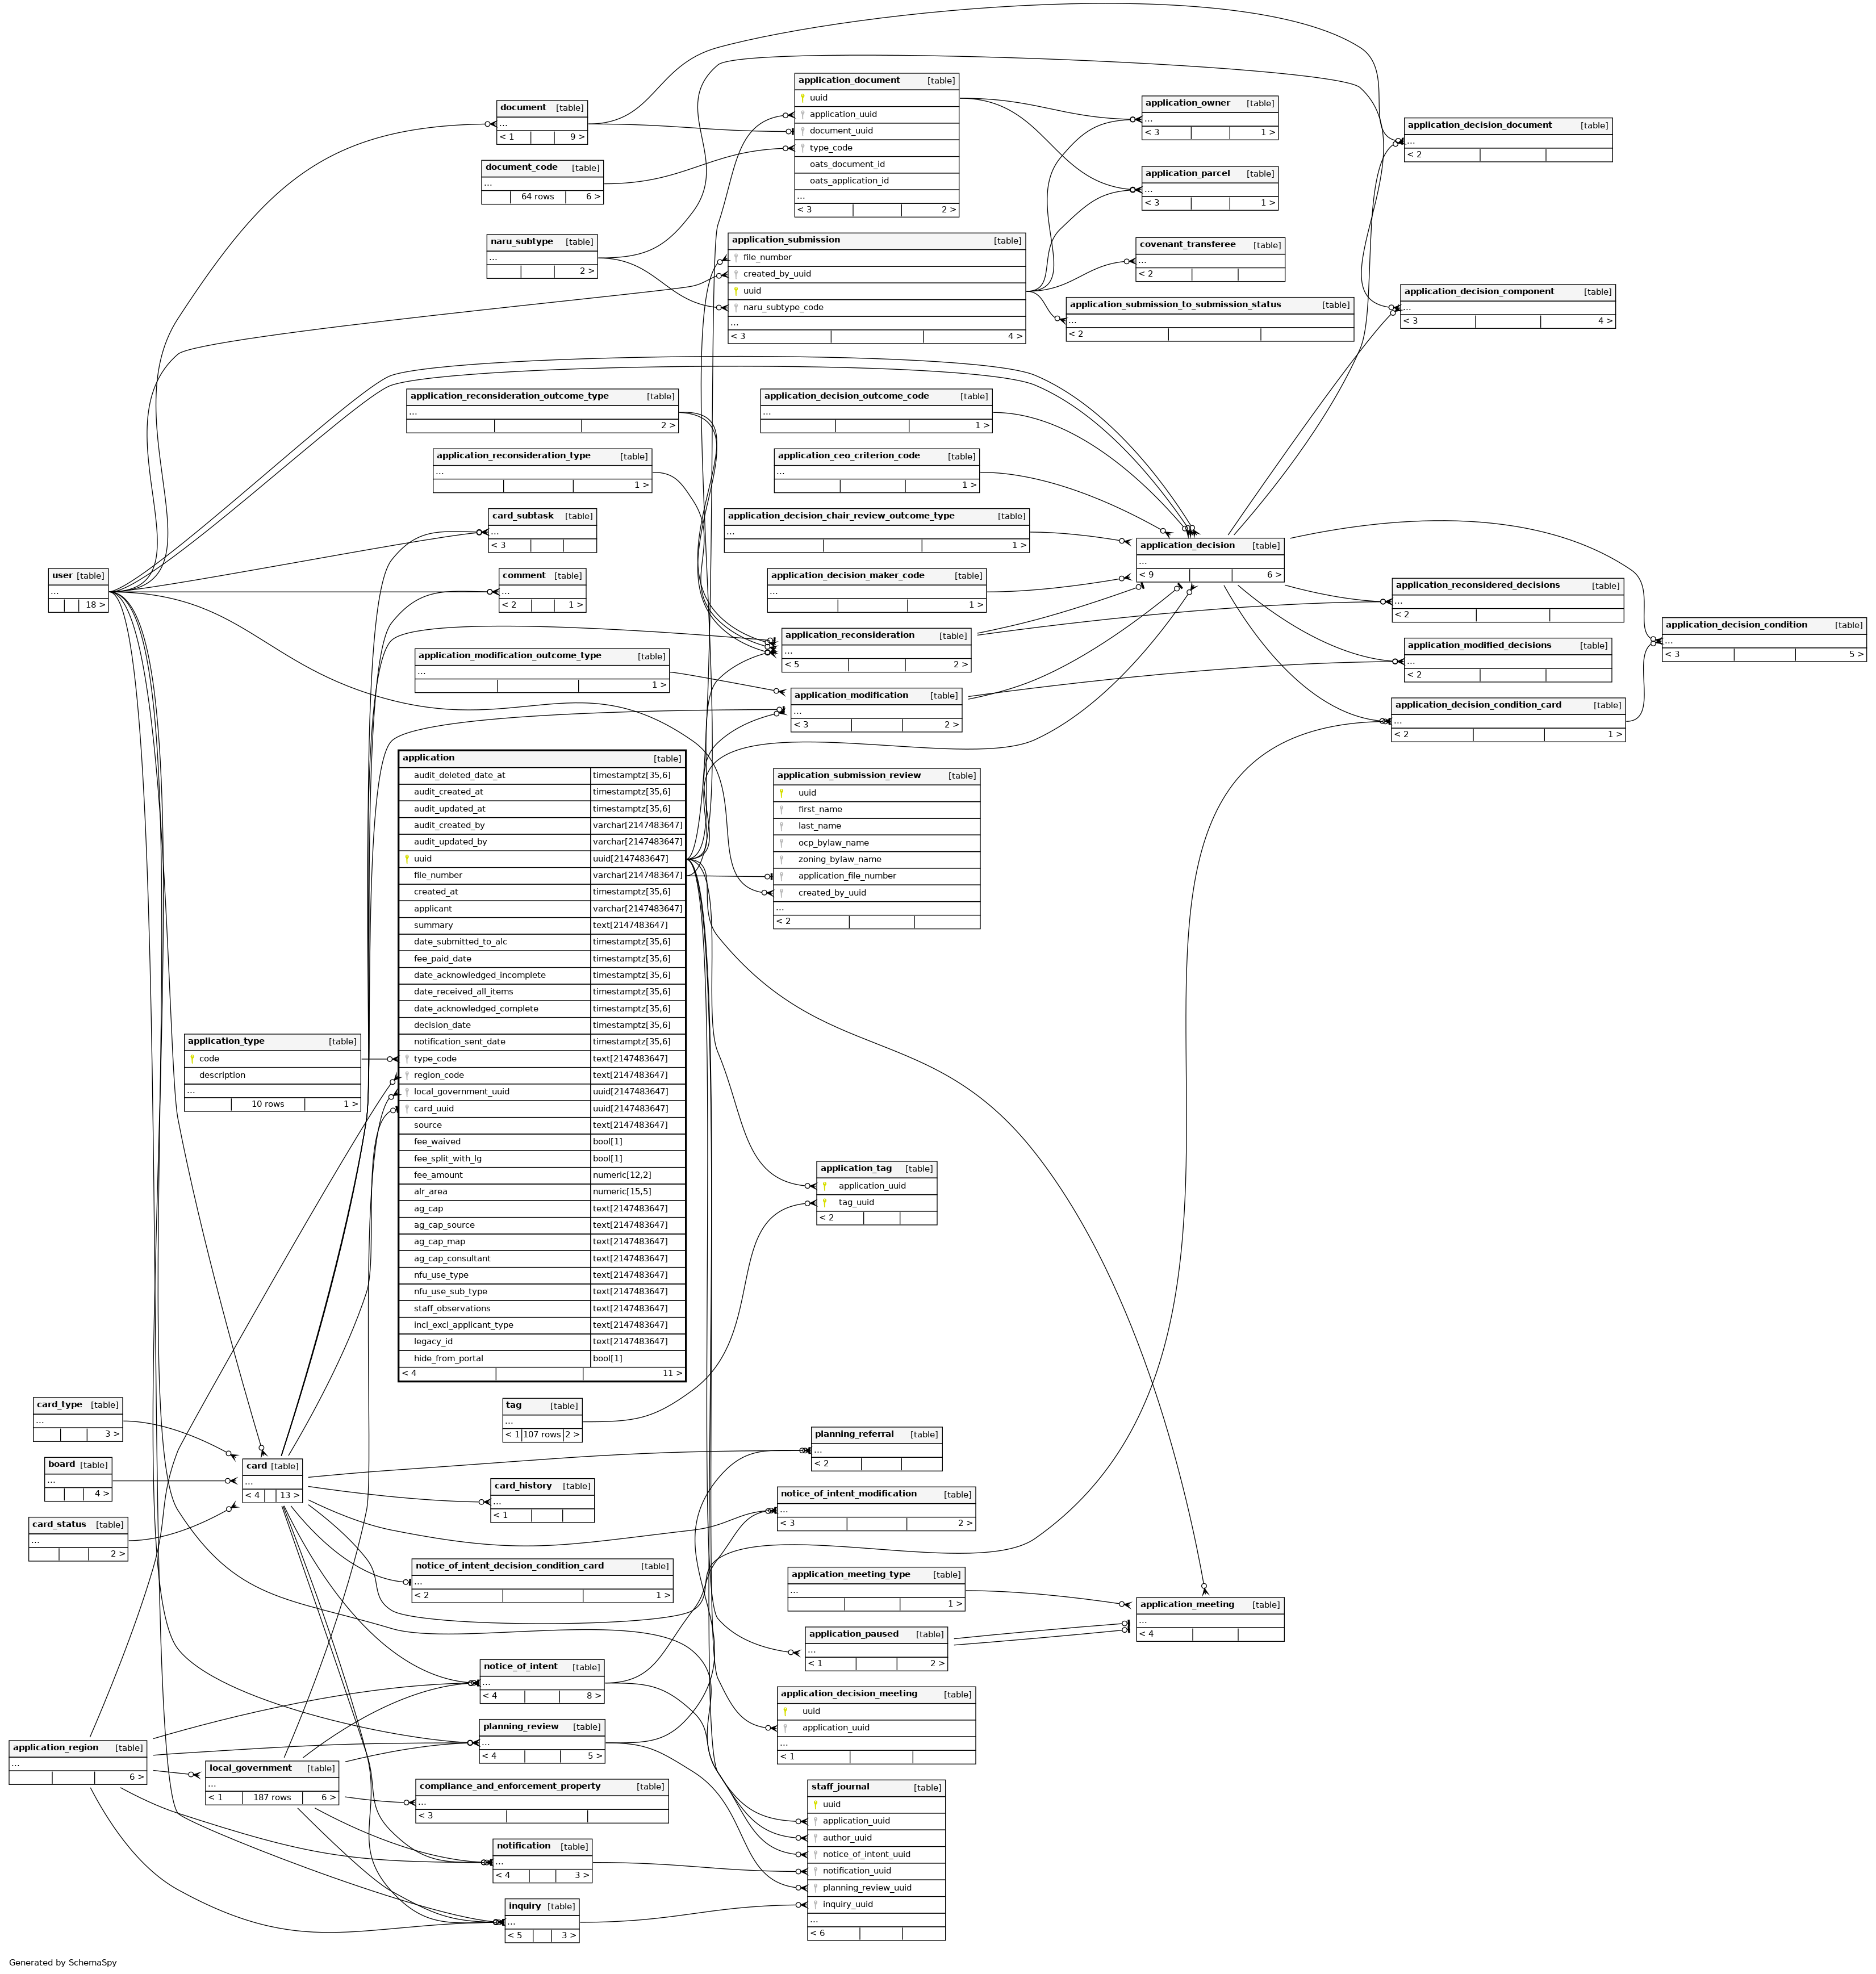 document [table]
...
< 1 9 >
document_code [table]
...
64 rows 6 >
naru_subtype [table]
...
2 >
application_document [table]
uuid
application_uuid
document_uuid
type_code
oats_document_id
oats_application_id
...
< 3 2 >
application_owner [table]
...
< 3 1 >
application_parcel [table]
...
< 3 1 >
application_decision_document [table]
...
< 2
application_submission [table]
file_number
created_by_uuid
uuid
naru_subtype_code
...
< 3 4 >
covenant_transferee [table]
...
< 2
application_submission_to_submission_status [table]
...
< 2
application_decision_component [table]
...
< 3 4 >
application_reconsideration_outcome_type [table]
...
2 >
application_reconsideration_type [table]
...
1 >
application_decision_outcome_code [table]
...
1 >
application_ceo_criterion_code [table]
...
1 >
card_subtask [table]
...
< 3
application_decision_chair_review_outcome_type [table]
...
1 >
application_decision [table]
...
< 9 6 >
user [table]
...
18 >
comment [table]
...
< 2 1 >
application_decision_maker_code [table]
...
1 >
application_reconsidered_decisions [table]
...
< 2
application_reconsideration [table]
...
< 5 2 >
application_decision_condition [table]
...
< 3 5 >
application_modification_outcome_type [table]
...
1 >
application_modified_decisions [table]
...
< 2
application_modification [table]
...
< 3 2 >
application_decision_condition_card [table]
...
< 2 1 >
application [table]
audit_deleted_date_at timestamptz[35,6]
audit_created_at timestamptz[35,6]
audit_updated_at timestamptz[35,6]
audit_created_by varchar[2147483647]
audit_updated_by varchar[2147483647]
uuid uuid[2147483647]
file_number varchar[2147483647]
created_at timestamptz[35,6]
applicant varchar[2147483647]
summary text[2147483647]
date_submitted_to_alc timestamptz[35,6]
fee_paid_date timestamptz[35,6]
date_acknowledged_incomplete timestamptz[35,6]
date_received_all_items timestamptz[35,6]
date_acknowledged_complete timestamptz[35,6]
decision_date timestamptz[35,6]
notification_sent_date timestamptz[35,6]
type_code text[2147483647]
region_code text[2147483647]
local_government_uuid uuid[2147483647]
card_uuid uuid[2147483647]
source text[2147483647]
fee_waived bool[1]
fee_split_with_lg bool[1]
fee_amount numeric[12,2]
alr_area numeric[15,5]
ag_cap text[2147483647]
ag_cap_source text[2147483647]
ag_cap_map text[2147483647]
ag_cap_consultant text[2147483647]
nfu_use_type text[2147483647]
nfu_use_sub_type text[2147483647]
staff_observations text[2147483647]
incl_excl_applicant_type text[2147483647]
legacy_id text[2147483647]
hide_from_portal bool[1]
< 4 11 >
application_submission_review [table]
uuid
first_name
last_name
ocp_bylaw_name
zoning_bylaw_name
application_file_number
created_by_uuid
...
< 2
application_type [table]
code
description
...
10 rows 1 >
application_tag [table]
application_uuid
tag_uuid
< 2
tag [table]
...
< 1 107 rows 2 >
card_type [table]
...
3 >
board [table]
...
4 >
card_status [table]
...
2 >
card [table]
...
< 4 13 >
card_history [table]
...
< 1
planning_referral [table]
...
< 2
notice_of_intent_modification [table]
...
< 3 2 >
notice_of_intent_decision_condition_card [table]
...
< 2 1 >
application_meeting_type [table]
...
1 >
application_meeting [table]
...
< 4
application_paused [table]
...
< 1 2 >
notice_of_intent [table]
...
< 4 8 >
application_decision_meeting [table]
uuid
application_uuid
...
< 1
planning_review [table]
...
< 4 5 >
application_region [table]
...
6 >
local_government [table]
...
< 1 187 rows 6 >
compliance_and_enforcement_property [table]
...
< 3
staff_journal [table]
uuid
application_uuid
author_uuid
notice_of_intent_uuid
notification_uuid
planning_review_uuid
inquiry_uuid
...
< 6
notification [table]
...
< 4 3 >
inquiry [table]
...
< 5 3 >
Generated by SchemaSpy